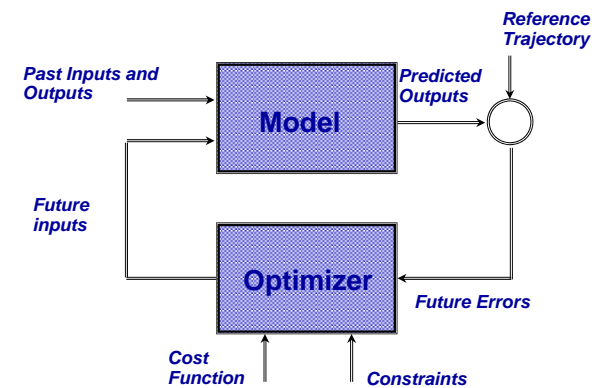 Reference
Trajectory
Past Inputs and
Outputs
Predicted
Outputs
Model
Future
inputs
Optimizer
Future Errors
Cost
Function
Constraints